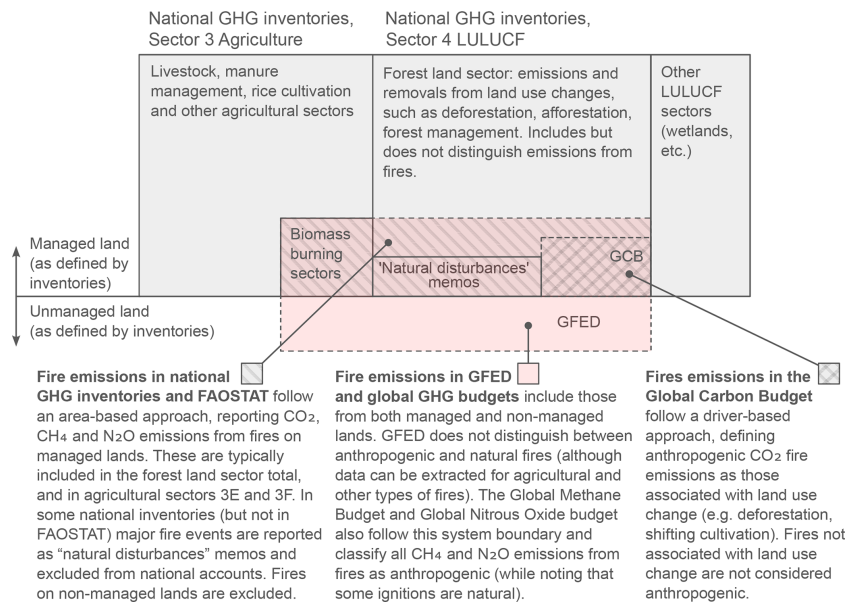 National GHG inventories,
Sector 3 Agriculture
National GHG inventories,
Sector 4 LULUCF
Livestock, manure
management, rice cultivation
and other agricultural sectors
Forest land sector: emissions and
removals from land use changes,
such as deforestation, afforestation,
forest management. Includes but
does not distinguish emissions from
fires.
Other
LULUCF
sectors
(wetlands,
etc.)
Biomass
burning
sectors
'Natural disturbances'
memos
GCB
Managed land
(as defined by
inventories)
Unmanaged land
(as defined by inventories)
GFED
Fire emissions in national
GHG inventories and FAOSTAT follow
an area-based approach, reporting CO₂,
CH₄ and N₂O emissions from fires on
managed lands. These are typically
included in the forest land sector total,
and in agricultural sectors 3E and 3F. In
some national inventories (but not in
FAOSTAT) major fire events are reported
as “natural disturbances” memos and
excluded from national accounts. Fires
on non-managed lands are excluded.
Fire emissions in GFED
and global GHG budgets include those
from both managed and non-managed
lands. GFED does not distinguish between
anthropogenic and natural fires (although
data can be extracted for agricultural and
other types of fires). The Global Methane
Budget and Global Nitrous Oxide budget
also follow this system boundary and
classify all CH₄ and N₂O emissions from
fires as anthropogenic (while noting that
some ignitions are natural).
Fires emissions in the
Global Carbon Budget
follow a driver-based
approach, defining
anthropogenic CO₂ fire
emissions as those
associated with land use
change (e.g. deforestation,
shifting cultivation). Fires not
associated with land use
change are not considered
anthropogenic.